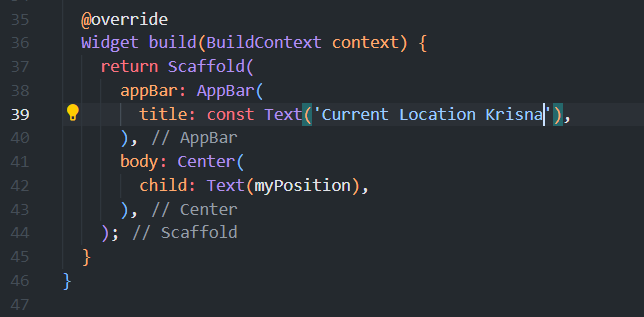 35 @override
36 Widget build(BuildContext context) {
37 return Scaffold(
38 appBar: AppBar(
39 title: const Text('Current Location Krisna'),
40 ), // AppBar
41 body: Center(
42 child: Text(myPosition),
43 ), // Center
44 ); // Scaffold
45 }
46 }
47